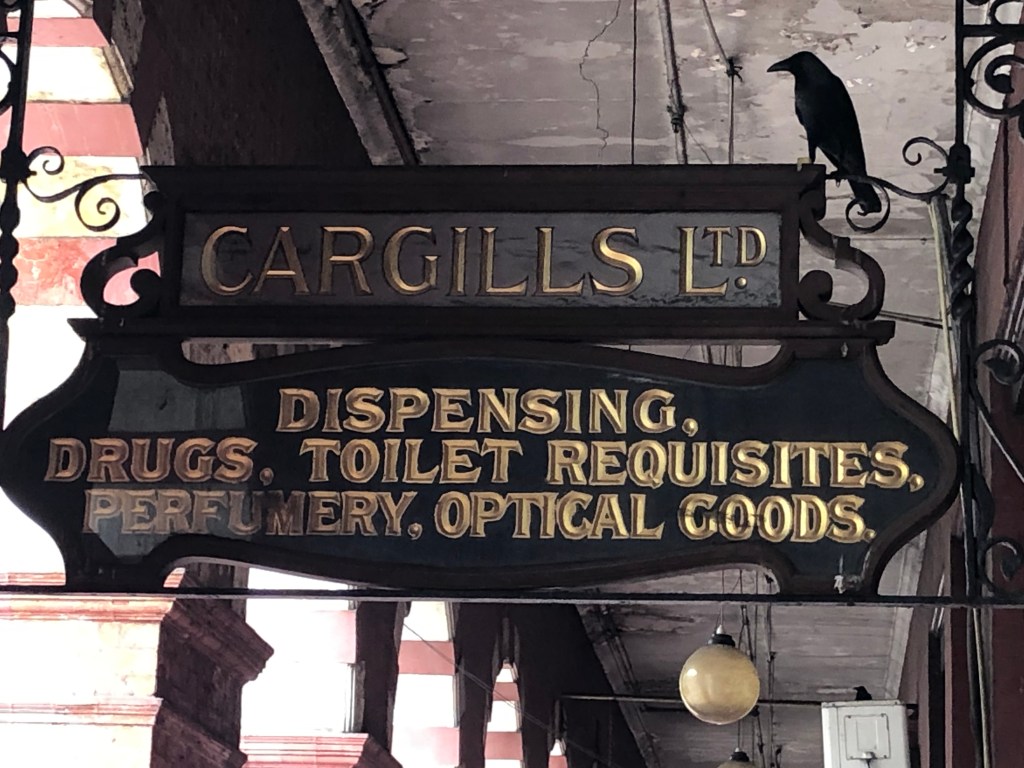 CARGILLS LTD.
DISPENSING,
DRUGS, TOILET REQUISITES,
PERFUMERY, OPTICAL GOODS.